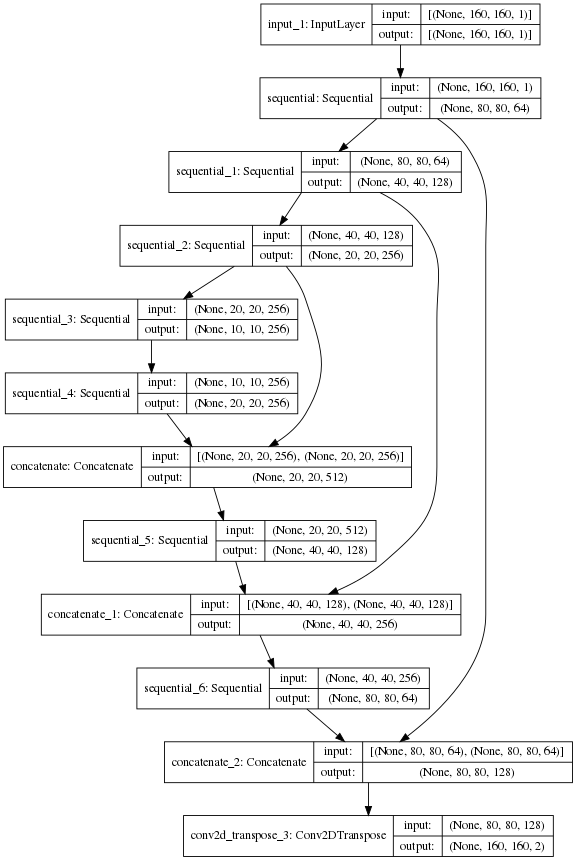 input_1: InputLayer
input: [(None, 160, 160, 1)]
output: [(None, 160, 160, 1)]
sequential: Sequential
input: (None, 160, 160, 1)
output: (None, 80, 80, 64)
sequential_1: Sequential
input: (None, 80, 80, 64)
output: (None, 40, 40, 128)
sequential_2: Sequential
input: (None, 40, 40, 128)
output: (None, 20, 20, 256)
sequential_3: Sequential
input: (None, 20, 20, 256)
output: (None, 10, 10, 256)
sequential_4: Sequential
input: (None, 10, 10, 256)
output: (None, 20, 20, 256)
concatenate: Concatenate
input: [(None, 20, 20, 256), (None, 20, 20, 256)]
output: (None, 20, 20, 512)
sequential_5: Sequential
input: (None, 20, 20, 512)
output: (None, 40, 40, 128)
concatenate_1: Concatenate
input: [(None, 40, 40, 128), (None, 40, 40, 128)]
output: (None, 40, 40, 256)
sequential_6: Sequential
input: (None, 40, 40, 256)
output: (None, 80, 80, 64)
concatenate_2: Concatenate
input: [(None, 80, 80, 64), (None, 80, 80, 64)]
output: (None, 80, 80, 128)
conv2d_transpose_3: Conv2DTranspose
input: (None, 80, 80, 128)
output: (None, 160, 160, 2)